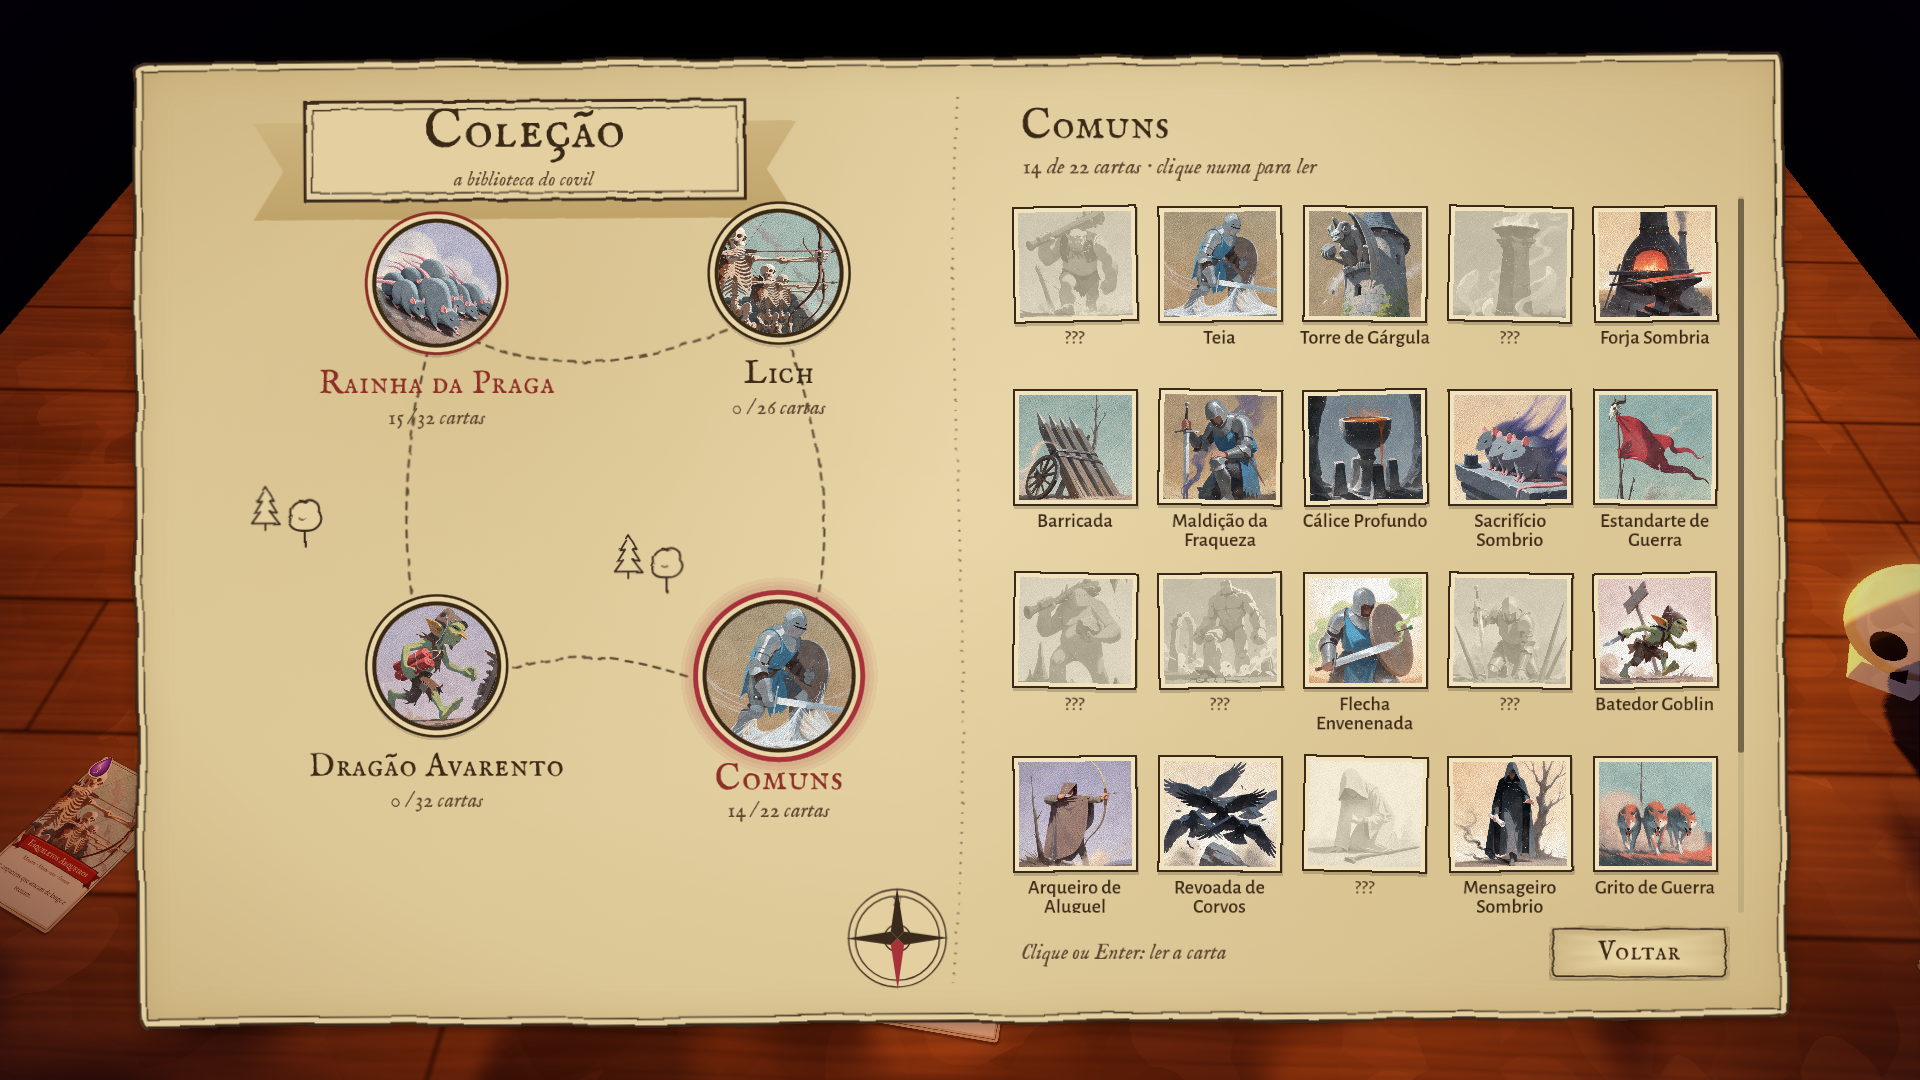 Coleção
a biblioteca do covil
Rainha da Praga
15/32 cartas
Lich
0/26 cartas
Dragão Avarento
0/32 cartas
Comuns
14/22 cartas
Comuns
14 de 22 cartas · clique numa para ler
???
Teia
Torre de Gárgula
???
Forja Sombria
Barricada
Maldição da
Fraqueza
Cálice Profundo
Sacrifício
Sombrio
Estandarte de
Guerra
???
???
Flecha
Envenenada
???
Batedor Goblin
Arqueiro de
Aluguel
Revoada de
Corvos
???
Mensageiro
Sombrio
Grito de Guerra
Clique ou Enter: ler a carta
Voltar
Esqueletos Arqueiros